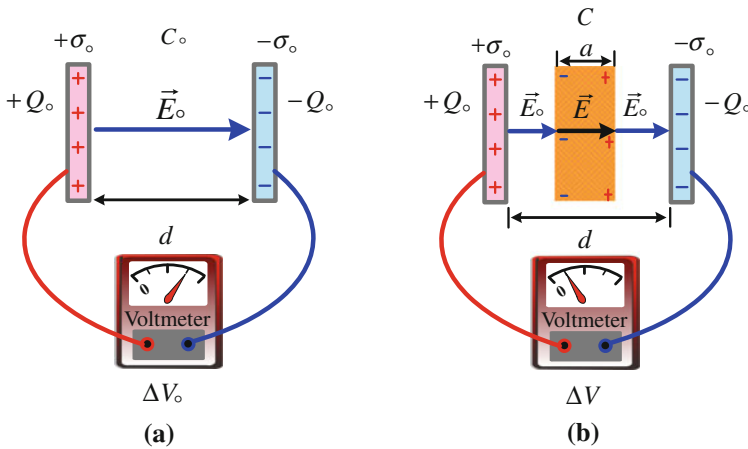 +σ∘ C∘ −σ∘
+Q∘ E⃗∘ −Q∘
+ + + +
− − − −
d
0
Voltmeter
ΔV∘
(a)
C
+σ∘ a −σ∘
+Q∘ E⃗∘ E⃗ E⃗∘ −Q∘
+ + + +
− +
− +
− +
− − − −
d
0
Voltmeter
ΔV
(b)